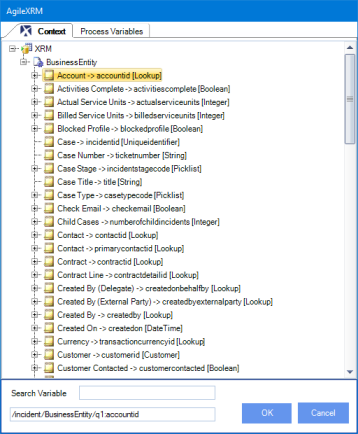 AgileXRM
Context
Process Variables
XRM
BusinessEntity
Account -> accountid [Lookup]
Activities Complete -> activitiescomplete [Boolean]
Actual Service Units -> actualserviceunits [Integer]
Billed Service Units -> billedserviceunits [Integer]
Blocked Profile -> blockedprofile [Boolean]
Case -> incidentid [Uniqueidentifier]
Case Number -> ticketnumber [String]
Case Stage -> incidentstagecode [Picklist]
Case Title -> title [String]
Case Type -> casetypecode [Picklist]
Check Email -> checkemail [Boolean]
Child Cases -> numberofchildincidents [Integer]
Contact -> contactid [Lookup]
Contact -> primarycontactid [Lookup]
Contract -> contractid [Lookup]
Contract Line -> contractdetailid [Lookup]
Created By (Delegate) -> createdonbehalfby [Lookup]
Created By (External Party) -> createdbyexternalparty [Lookup]
Created By -> createdby [Lookup]
Created On -> createdon [DateTime]
Currency -> transactioncurrencyid [Lookup]
Customer -> customerid [Customer]
Customer Contacted -> customercontacted [Boolean]
Search Variable
/incident/BusinessEntity/q1:accountid
OK
Cancel